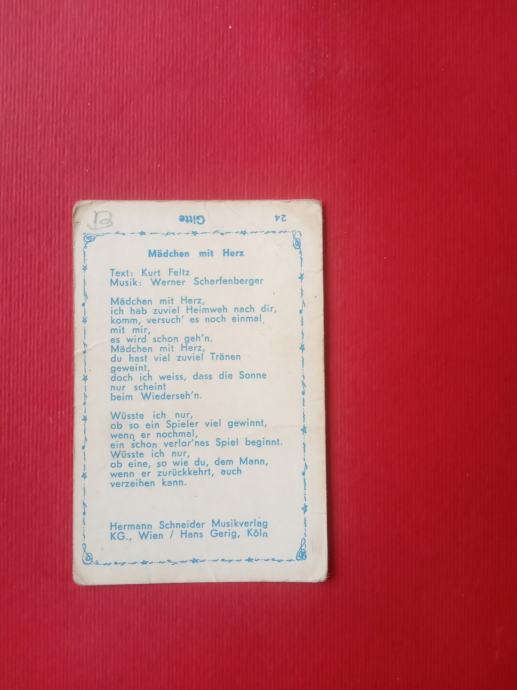 24 Gitte
Mädchen mit Herz
Text: Kurt Feltz
Musik: Werner Scharfenberger
Mädchen mit Herz,
ich hab zuviel Heimweh nach dir,
komm, versuch' es noch einmal
mit mir,
es wird schon geh'n.
Mädchen mit Herz,
du hast viel zuviel Tränen
geweint,
doch ich weiss, dass die Sonne
nur scheint
beim Wiederseh'n.
Wüsste ich nur,
ob so ein Spieler viel gewinnt,
wenn er nochmal,
ein schon verlor'nes Spiel beginnt.
Wüsste ich nur,
ob eine, so wie du, dem Mann,
wenn er zurückkehrt, auch
verzeihen kann.
Hermann Schneider Musikverlag
KG., Wien / Hans Gerig, Köln